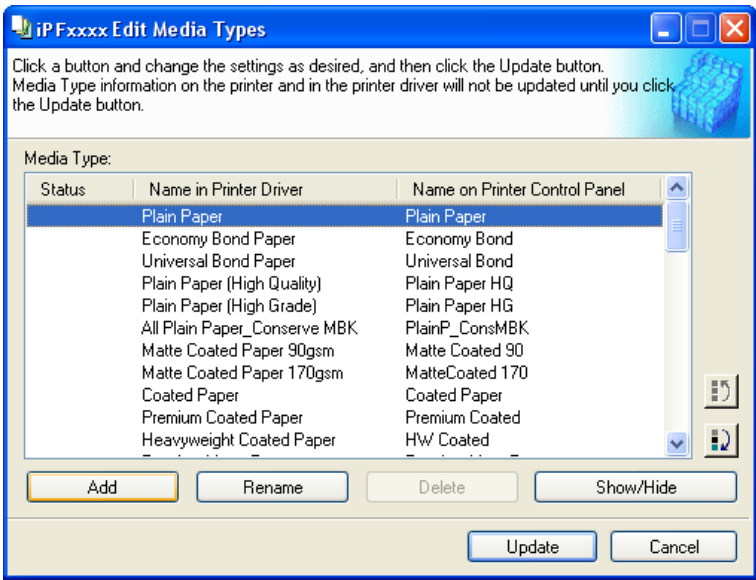 iPFxxxx Edit Media Types
Click a button and change the settings as desired, and then click the Update button.
Media Type information on the printer and in the printer driver will not be updated until you click
the Update button.
Media Type:
Status Name in Printer Driver Name on Printer Control Panel
Plain Paper Plain Paper
Economy Bond Paper Economy Bond
Universal Bond Paper Universal Bond
Plain Paper (High Quality) Plain Paper HQ
Plain Paper (High Grade) Plain Paper HG
All Plain Paper_Conserve MBK PlainP_ConsMBK
Matte Coated Paper 90gsm Matte Coated 90
Matte Coated Paper 170gsm MatteCoated 170
Coated Paper Coated Paper
Premium Coated Paper Premium Coated
Heavyweight Coated Paper HW Coated
Add Rename Delete Show/Hide
Update Cancel